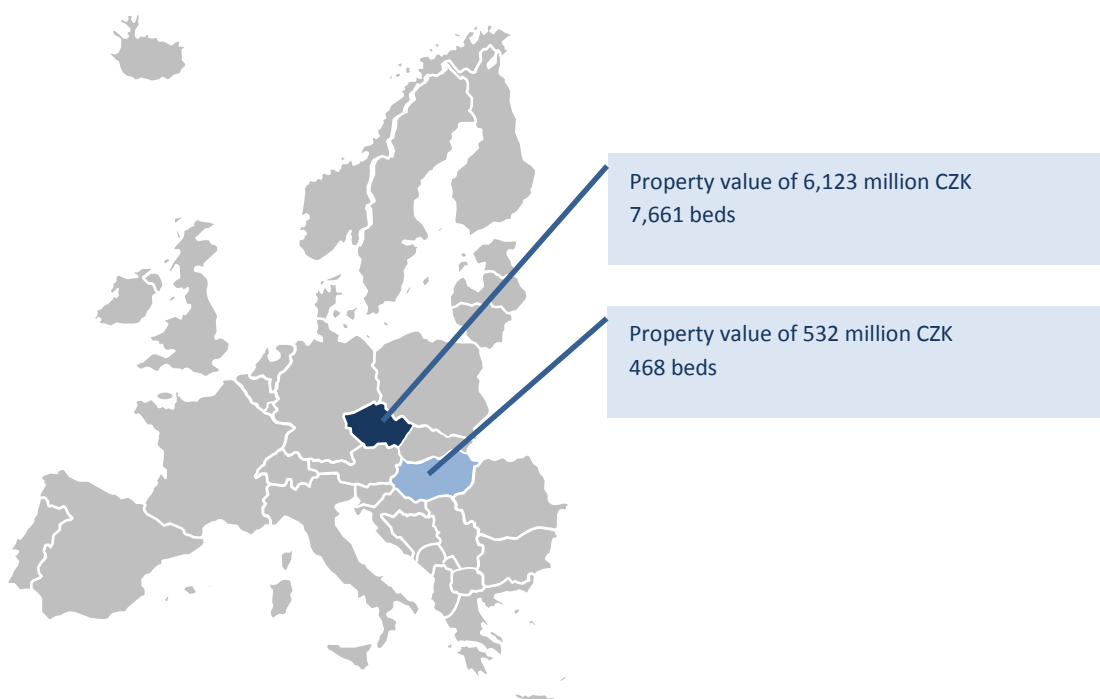 Property value of 6,123 million CZK
7,661 beds
Property value of 532 million CZK
468 beds